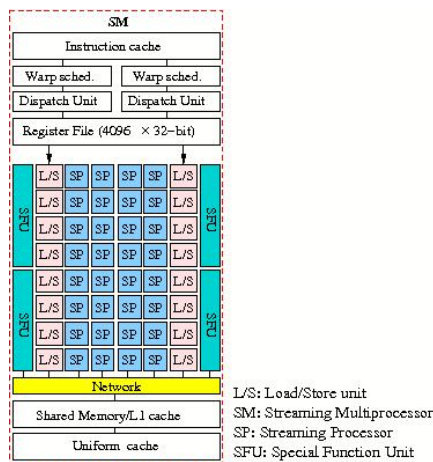 SM
Instruction cache
Warp sched. Warp sched.
Dispatch Unit Dispatch Unit
Register File (4096 × 32-bit)
SFU L/S SP SP SP SP L/S SFU
L/S SP SP SP SP L/S
L/S SP SP SP SP L/S
L/S SP SP SP SP L/S
SFU L/S SP SP SP SP L/S SFU
L/S SP SP SP SP L/S
L/S SP SP SP SP L/S
L/S SP SP SP SP L/S
Network
Shared Memory/L1 cache
Uniform cache
L/S: Load/Store unit
SM: Streaming Multiprocessor
SP: Streaming Processor
SFU: Special Function Unit